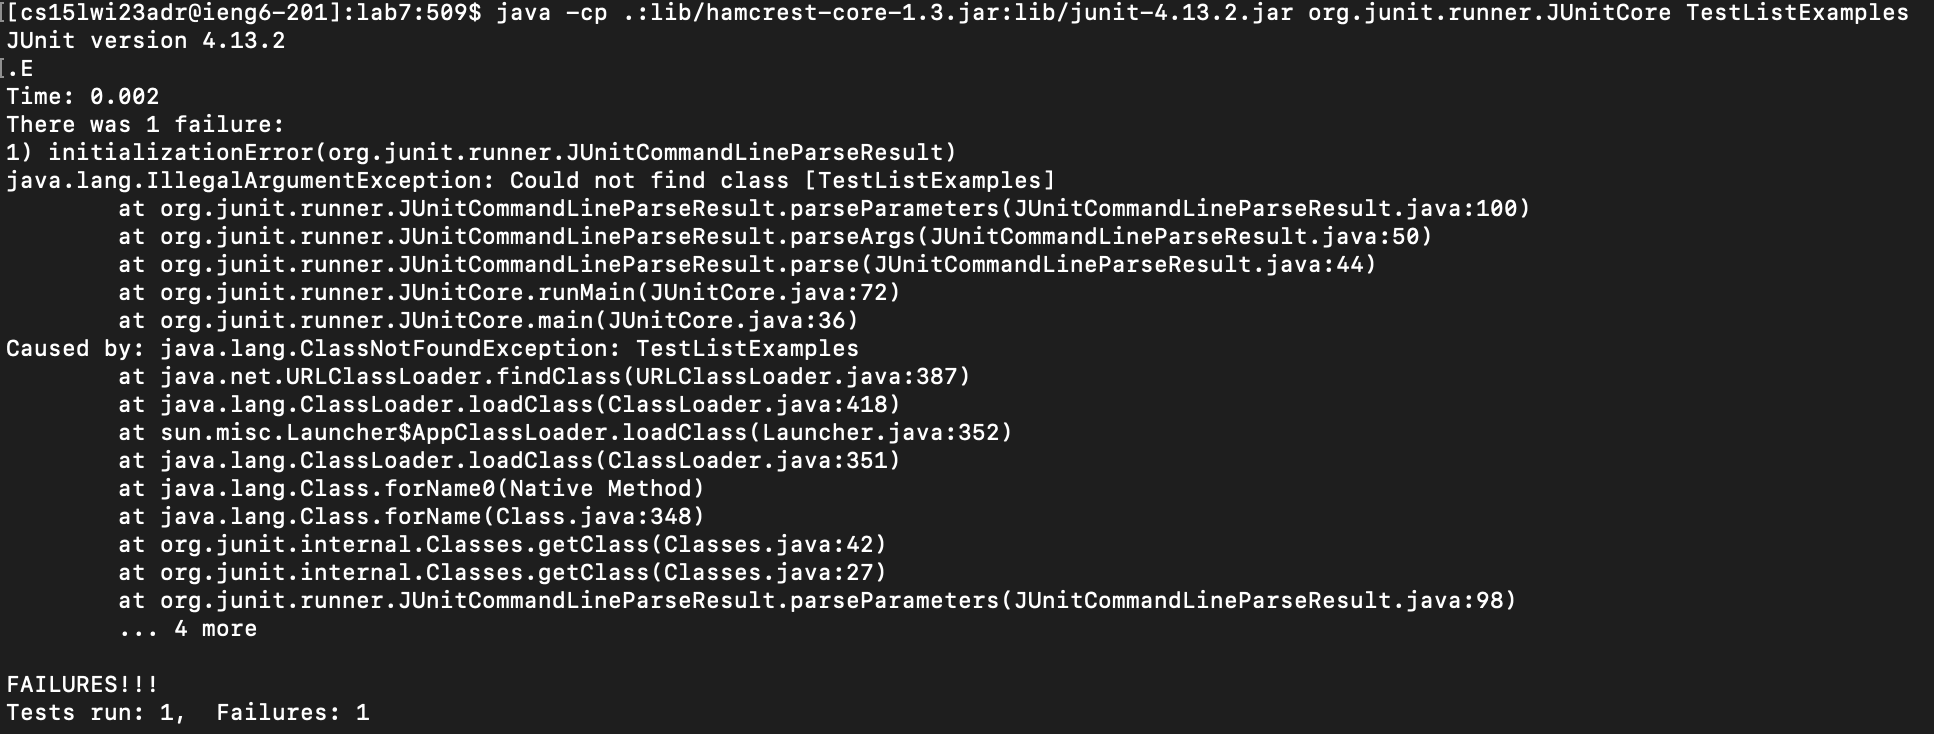 [cs15lwi23adr@ieng6-201]:lab7:509$ java -cp .:lib/hamcrest-core-1.3.jar:lib/junit-4.13.2.jar org.junit.runner.JUnitCore TestListExamples
JUnit version 4.13.2
.E
Time: 0.002
There was 1 failure:
1) initializationError(org.junit.runner.JUnitCommandLineParseResult)
java.lang.IllegalArgumentException: Could not find class [TestListExamples]
        at org.junit.runner.JUnitCommandLineParseResult.parseParameters(JUnitCommandLineParseResult.java:100)
        at org.junit.runner.JUnitCommandLineParseResult.parseArgs(JUnitCommandLineParseResult.java:50)
        at org.junit.runner.JUnitCommandLineParseResult.parse(JUnitCommandLineParseResult.java:44)
        at org.junit.runner.JUnitCore.runMain(JUnitCore.java:72)
        at org.junit.runner.JUnitCore.main(JUnitCore.java:36)
Caused by: java.lang.ClassNotFoundException: TestListExamples
        at java.net.URLClassLoader.findClass(URLClassLoader.java:387)
        at java.lang.ClassLoader.loadClass(ClassLoader.java:418)
        at sun.misc.Launcher$AppClassLoader.loadClass(Launcher.java:352)
        at java.lang.ClassLoader.loadClass(ClassLoader.java:351)
        at java.lang.Class.forName0(Native Method)
        at java.lang.Class.forName(Class.java:348)
        at org.junit.internal.Classes.getClass(Classes.java:42)
        at org.junit.internal.Classes.getClass(Classes.java:27)
        at org.junit.runner.JUnitCommandLineParseResult.parseParameters(JUnitCommandLineParseResult.java:98)
        ... 4 more

FAILURES!!!
Tests run: 1,  Failures: 1